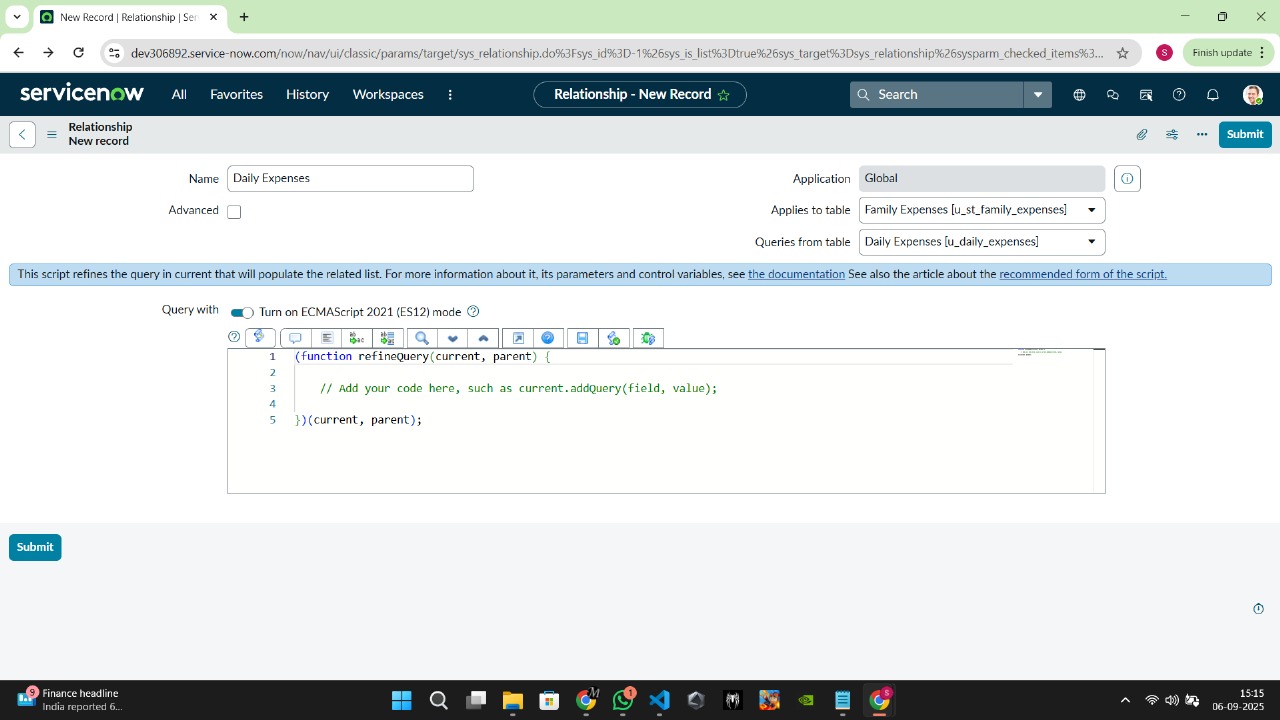 New Record | Relationship | Ser
dev306892.service-now.com/now/nav/ui/classic/params/target/sys_relationship.do%3Fsys_id%3D-1%26sys_is_list%3Dtrue%26sys_target%3Dsys_relationship%26sysparm_checked_items%3...
S
Finish update
servicenow
All
Favorites
History
Workspaces
Relationship - New Record
Search
Relationship
New record
Submit
Name
Daily Expenses
Application
Global
Advanced
Applies to table
Family Expenses [u_st_family_expenses]
Queries from table
Daily Expenses [u_daily_expenses]
This script refines the query in current that will populate the related list. For more information about it, its parameters and control variables, see the documentation See also the article about the recommended form of the script.
Query with
Turn on ECMAScript 2021 (ES12) mode
1 (function refineQuery(current, parent) {
2
3 // Add your code here, such as current.addQuery(field, value);
4
5 })(current, parent);
Submit
9
Finance headline
India reported 6...
M
1
S
15:15
06-09-2025